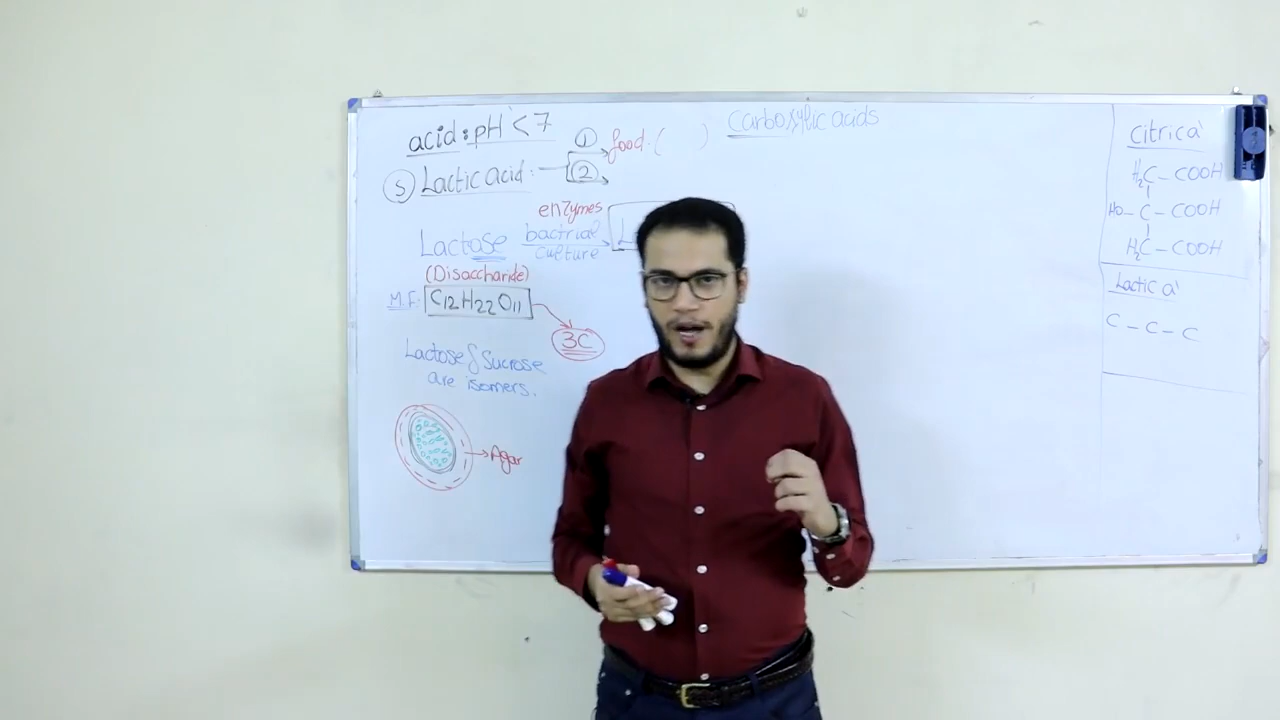 acid: pH < 7
S Lactic acid:
①
food. ( )
②
Lactose
enzymes
bactrial
culture
L
(Disaccharide)
M.F: C12H22O11
3C
Lactose & Sucrose
are isomers.
Agar
Carboxylic acids
Citric a'
H2C - COOH
HO - C - COOH
H2C - COOH
Lactic a'
C - C - C